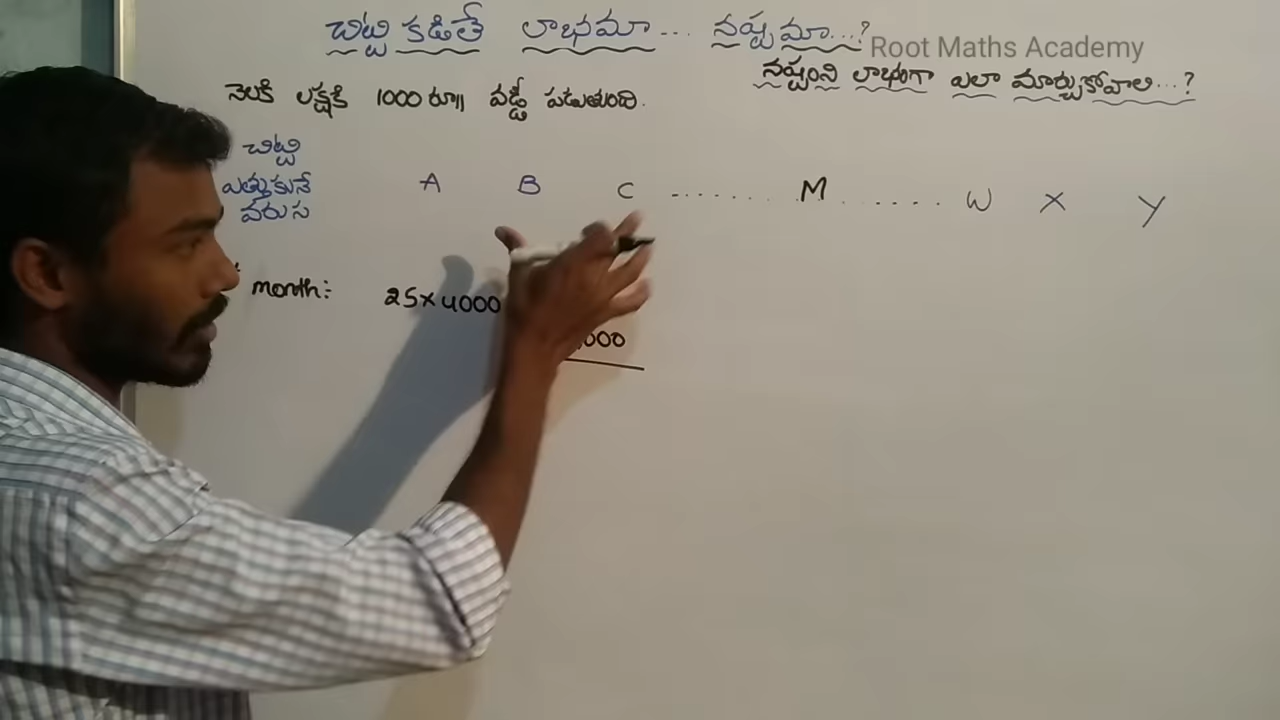 చిట్టి కడితే లాభమా... నష్టమా....?
Root Maths Academy
నష్టంని లాభంగా ఎలా మార్చుకోవాలి...?
నెలకి లక్షకి 1000 రూ॥ వడ్డీ పడుతుంది.
చిట్టి
ఎత్తుకునే
వరుస
A B C ........ M ....... W X Y
month:-
25×4000
000